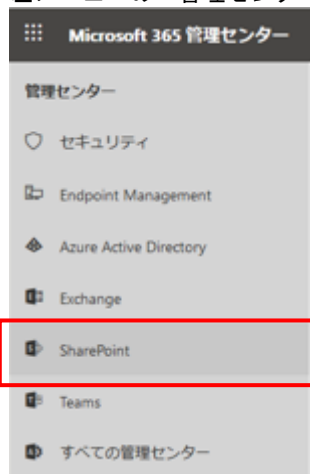 Microsoft 365 管理センター
管理センター
セキュリティ
Endpoint Management
Azure Active Directory
Exchange
SharePoint
Teams
すべての管理センター